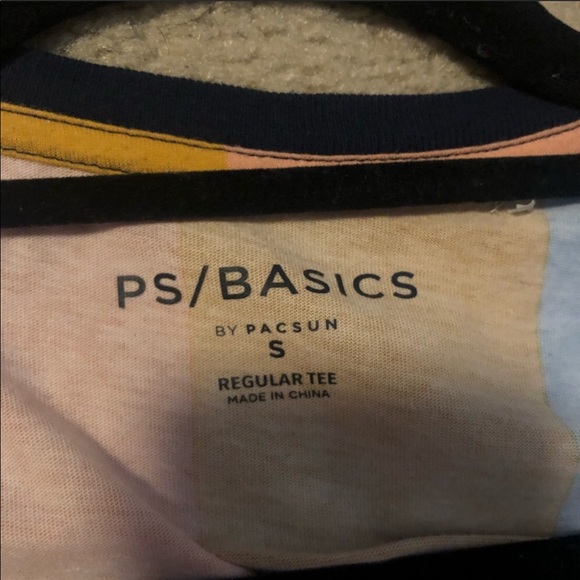 PS/BASICS
BY PACSUN
S
REGULAR TEE
MADE IN CHINA